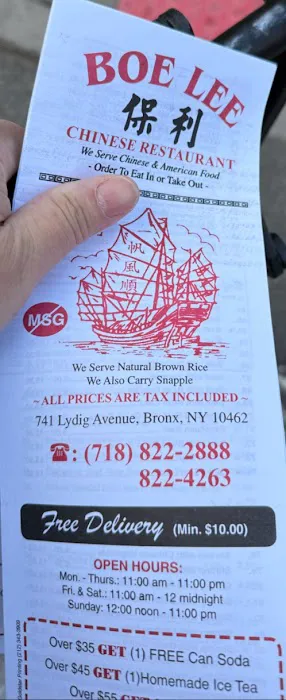 BOE LEE
保利
CHINESE RESTAURANT
We Serve Chinese & American Food
- Order To Eat In or Take Out -
帆
風
順
MSG
We Serve Natural Brown Rice
We Also Carry Snapple
~ALL PRICES ARE TAX INCLUDED~
741 Lydig Avenue, Bronx, NY 10462
☎: (718) 822-2888
822-4263
Free Delivery (Min. $10.00)
OPEN HOURS:
Mon. - Thurs.: 11:00 am - 11:00 pm
Fri. & Sat.: 11:00 am - 12 midnight
Sunday: 12:00 noon - 11:00 pm
Over $35 GET (1) FREE Can Soda
Over $45 GET (1)Homemade Ice Tea
Over $55